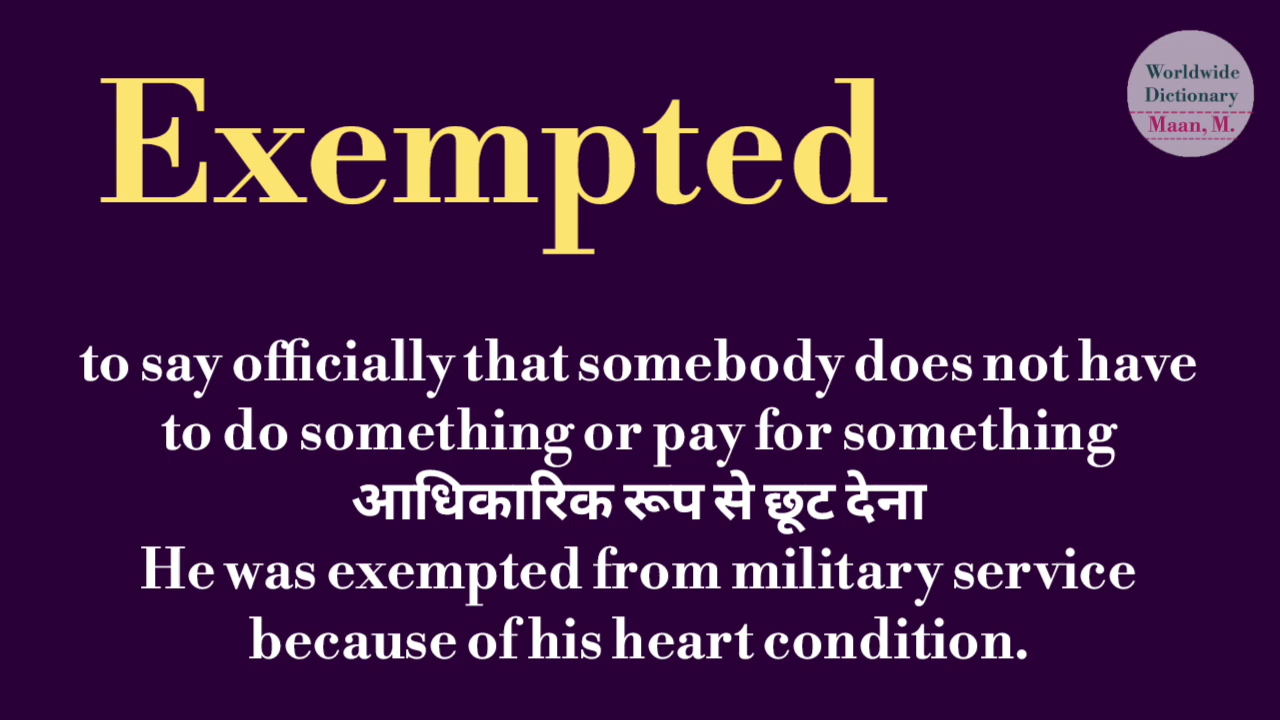 Exempted
Worldwide
Dictionary
Maan, M.
to say officially that somebody does not have
to do something or pay for something
आधिकारिक रूप से छूट देना
He was exempted from military service
because of his heart condition.